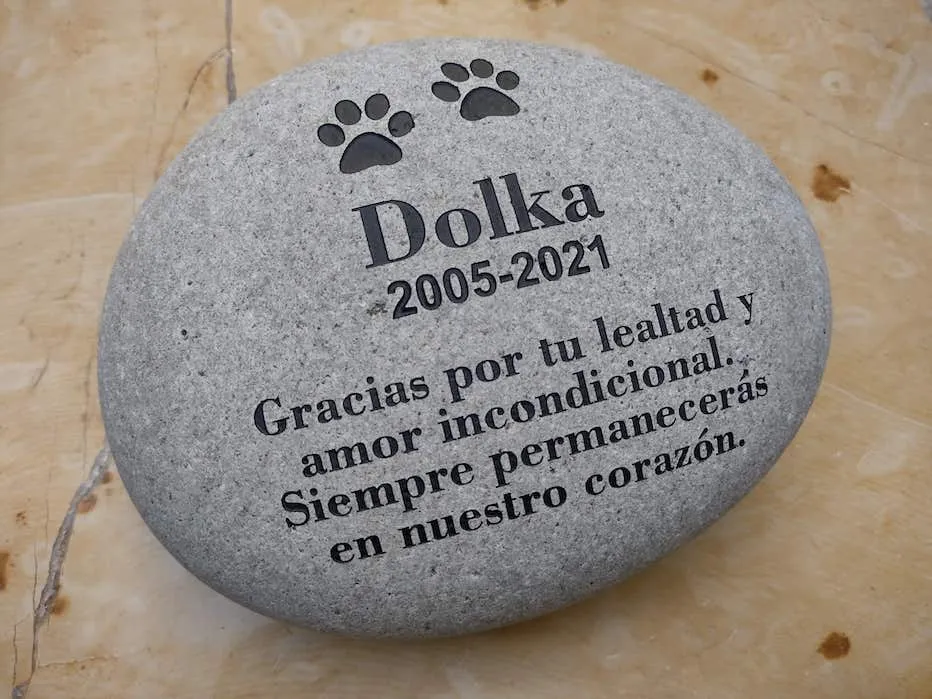 Dolka
2005-2021
Gracias por tu lealtad y
amor incondicional.
Siempre permanecerás
en nuestro corazón.